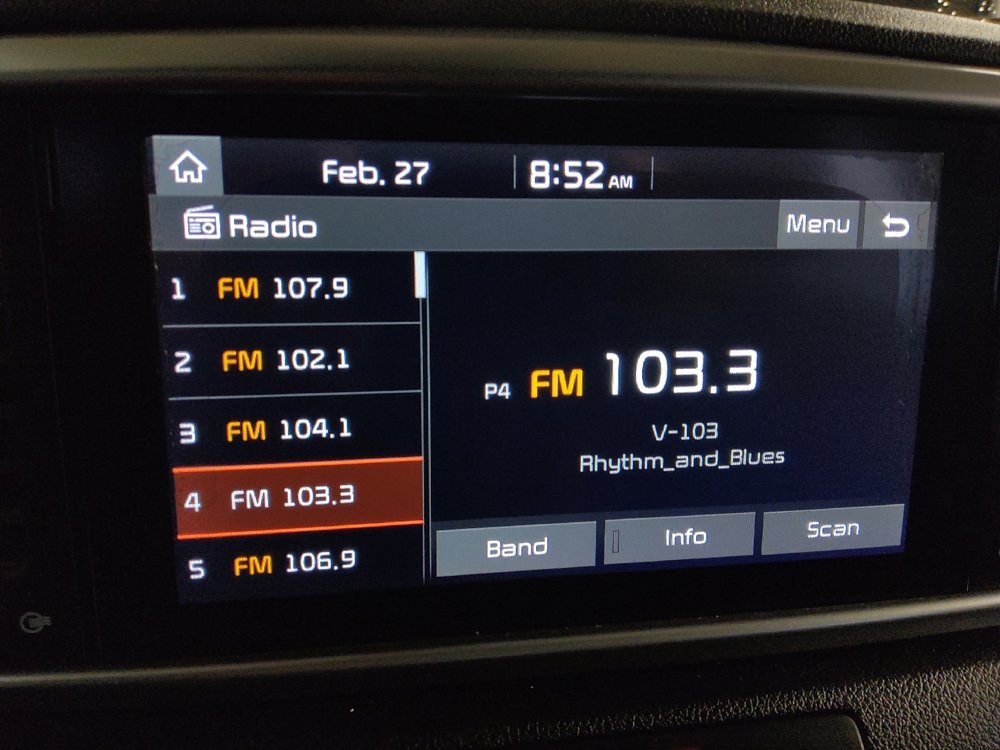 Feb. 27 8:52 AM
Radio Menu
1 FM 107.9
2 FM 102.1
3 FM 104.1
4 FM 103.3
5 FM 106.9
P4 FM 103.3
V-103
Rhythm_and_Blues
Band Info Scan